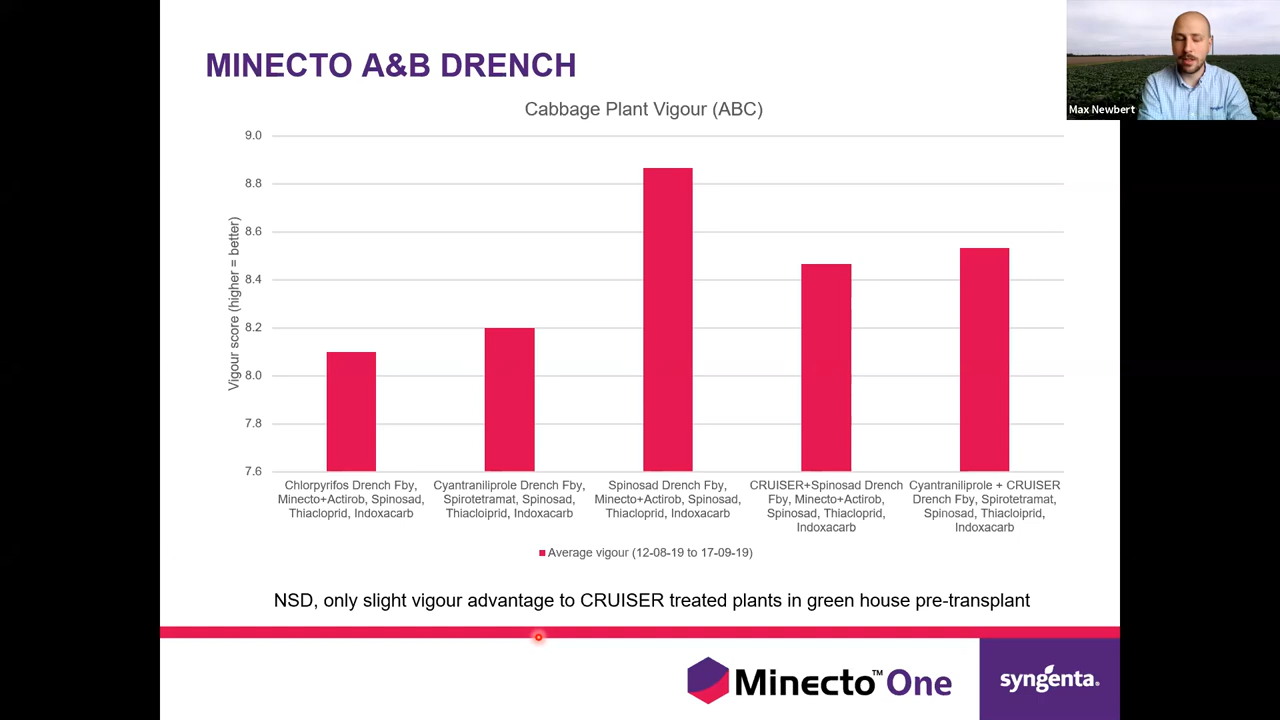 MINECTO A&B DRENCH
Max Newbert
Cabbage Plant Vigour (ABC)
Vigour score (higher = better)
9.0
8.8
8.6
8.4
8.2
8.0
7.8
7.6
Chlorpyrifos Drench Fby,
Minecto+Actirob, Spinosad,
Thiacloprid, Indoxacarb
Cyantraniliprole Drench Fby,
Spirotetramat, Spinosad,
Thiacloiprid, Indoxacarb
Spinosad Drench Fby,
Minecto+Actirob, Spinosad,
Thiacloprid, Indoxacarb
CRUISER+Spinosad Drench
Fby, Minecto+Actirob,
Spinosad, Thiacloprid,
Indoxacarb
Cyantraniliprole + CRUISER
Drench Fby, Spirotetramat,
Spinosad, Thiacloiprid,
Indoxacarb
Average vigour (12-08-19 to 17-09-19)
NSD, only slight vigour advantage to CRUISER treated plants in green house pre-transplant
Minecto™ One
syngenta®